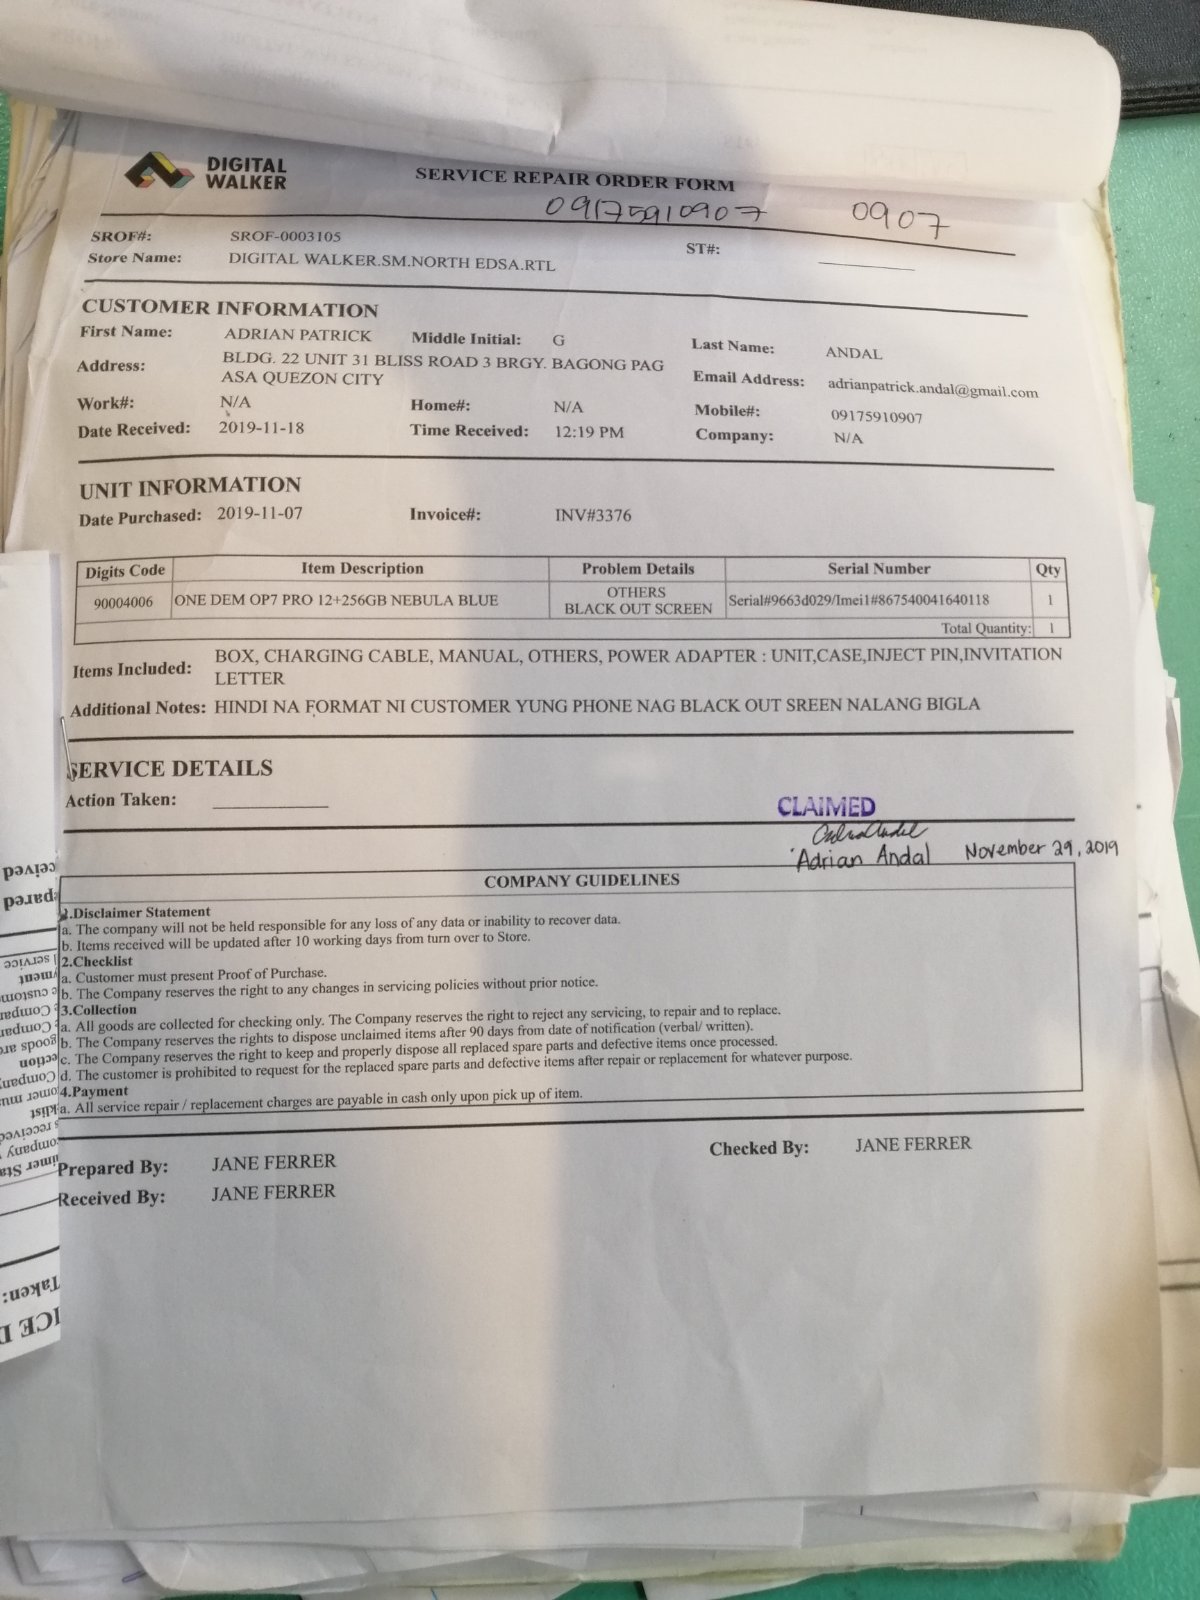 DIGITAL
WALKER
SERVICE REPAIR ORDER FORM
09175910907 0907
SROF#: SROF-0003105 ST#:
Store Name: DIGITAL WALKER.SM.NORTH EDSA.RTL
CUSTOMER INFORMATION
First Name: ADRIAN PATRICK Middle Initial: G Last Name: ANDAL
Address: BLDG. 22 UNIT 31 BLISS ROAD 3 BRGY. BAGONG PAG
ASA QUEZON CITY Email Address: adrianpatrick.andal@gmail.com
Work#: N/A Home#: N/A Mobile#: 09175910907
Date Received: 2019-11-18 Time Received: 12:19 PM Company: N/A
UNIT INFORMATION
Date Purchased: 2019-11-07 Invoice#: INV#3376
Digits Code Item Description Problem Details Serial Number Qty
90004006 ONE DEM OP7 PRO 12+256GB NEBULA BLUE OTHERS
BLACK OUT SCREEN Serial#9663d029/Imei1#867540041640118 1
Total Quantity: 1
Items Included: BOX, CHARGING CABLE, MANUAL, OTHERS, POWER ADAPTER : UNIT,CASE,INJECT PIN,INVITATION
LETTER
Additional Notes: HINDI NA FORMAT NI CUSTOMER YUNG PHONE NAG BLACK OUT SREEN NALANG BIGLA
SERVICE DETAILS
Action Taken:
CLAIMED
Adrian Andal November 29, 2019
COMPANY GUIDELINES
1.Disclaimer Statement
a. The company will not be held responsible for any loss of any data or inability to recover data.
b. Items received will be updated after 10 working days from turn over to Store.
2.Checklist
a. Customer must present Proof of Purchase.
b. The Company reserves the right to any changes in servicing policies without prior notice.
3.Collection
a. All goods are collected for checking only. The Company reserves the right to reject any servicing, to repair and to replace.
b. The Company reserves the rights to dispose unclaimed items after 90 days from date of notification (verbal/ written).
c. The Company reserves the right to keep and properly dispose all replaced spare parts and defective items once processed.
d. The customer is prohibited to request for the replaced spare parts and defective items after repair or replacement for whatever purpose.
4.Payment
a. All service repair / replacement charges are payable in cash only upon pick up of item.
Prepared By: JANE FERRER Checked By: JANE FERRER
Received By: JANE FERRER